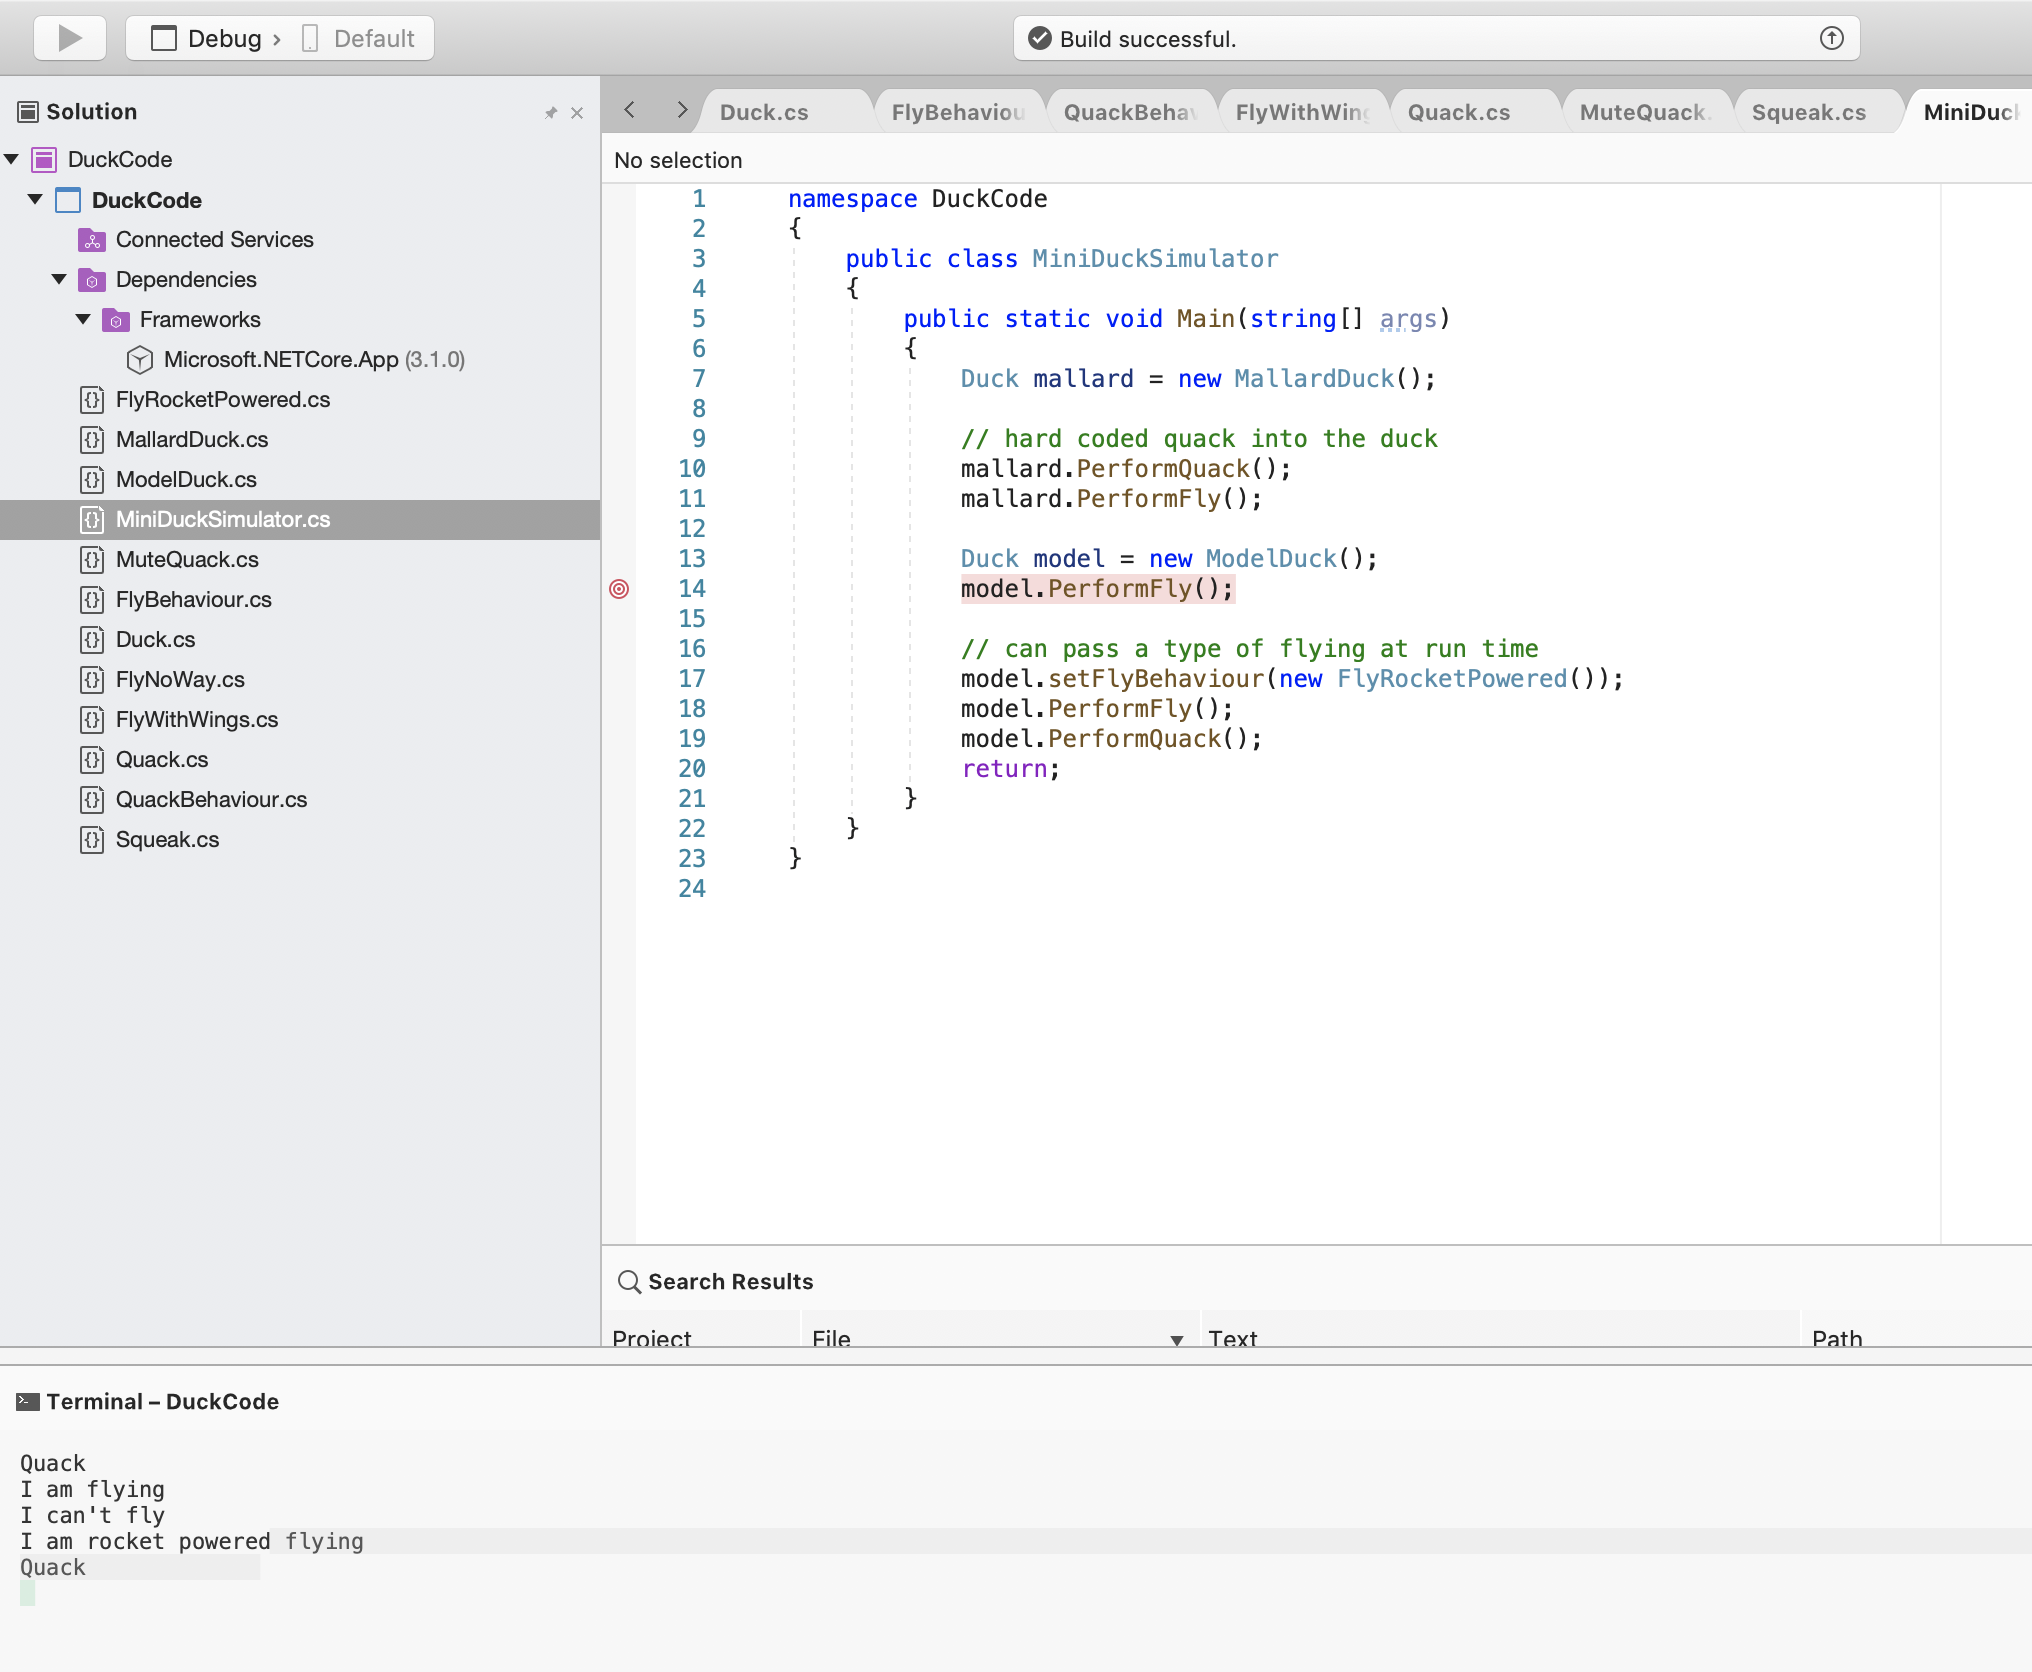 Debug › Default
Build successful.
Solution
DuckCode
DuckCode
Connected Services
Dependencies
Frameworks
Microsoft.NETCore.App (3.1.0)
FlyRocketPowered.cs
MallardDuck.cs
ModelDuck.cs
MiniDuckSimulator.cs
MuteQuack.cs
FlyBehaviour.cs
Duck.cs
FlyNoWay.cs
FlyWithWings.cs
Quack.cs
QuackBehaviour.cs
Squeak.cs
Duck.cs FlyBehaviou QuackBehav FlyWithWing Quack.cs MuteQuack. Squeak.cs MiniDuck
No selection
1 namespace DuckCode
2 {
3 public class MiniDuckSimulator
4 {
5 public static void Main(string[] args)
6 {
7 Duck mallard = new MallardDuck();
8
9 // hard coded quack into the duck
10 mallard.PerformQuack();
11 mallard.PerformFly();
12
13 Duck model = new ModelDuck();
14 model.PerformFly();
15
16 // can pass a type of flying at run time
17 model.setFlyBehaviour(new FlyRocketPowered());
18 model.PerformFly();
19 model.PerformQuack();
20 return;
21 }
22 }
23 }
24
Search Results
Project File Text Path
Terminal – DuckCode
Quack
I am flying
I can't fly
I am rocket powered flying
Quack